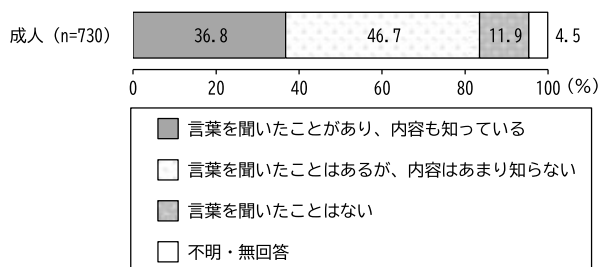 成人（n=730） 36.8 46.7 11.9 4.5
0 20 40 60 80 100（%）
言葉を聞いたことがあり、内容も知っている
言葉を聞いたことはあるが、内容はあまり知らない
言葉を聞いたことはない
不明・無回答